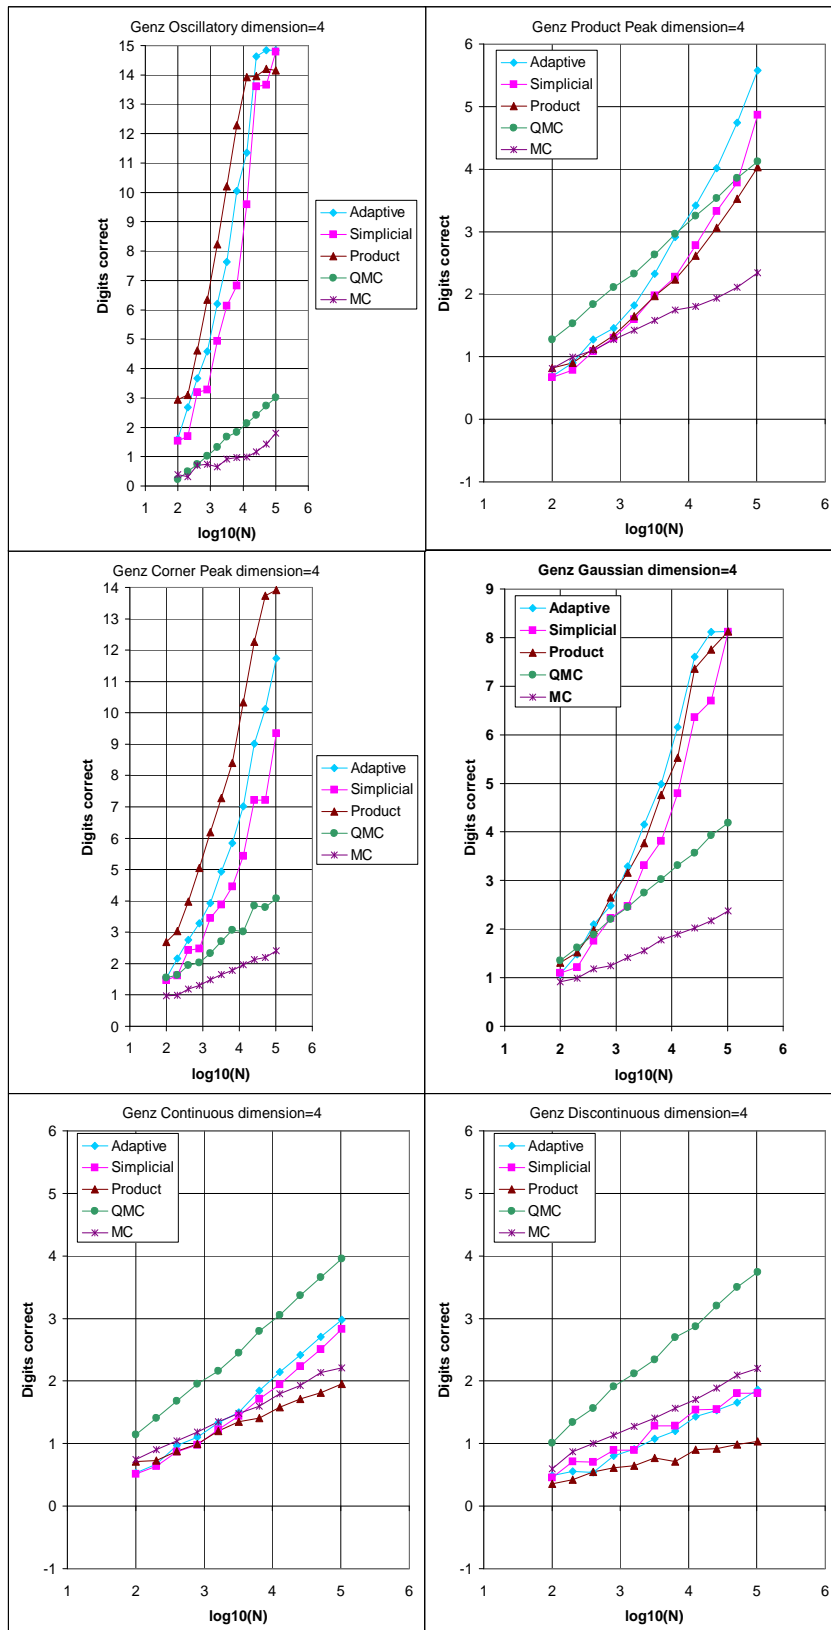 Genz Oscillatory dimension=4
15
14
13
12
11
10
9
8
7
6
5
4
3
2
1
0
1 2 3 4 5 6
Digits correct
log10(N)
Adaptive
Simplicial
Product
QMC
MC
Genz Product Peak dimension=4
6
5
4
3
2
1
0
-1
1 2 3 4 5 6
Digits correct
log10(N)
Adaptive
Simplicial
Product
QMC
MC
Genz Corner Peak dimension=4
14
13
12
11
10
9
8
7
6
5
4
3
2
1
0
1 2 3 4 5 6
Digits correct
log10(N)
Adaptive
Simplicial
Product
QMC
MC
Genz Gaussian dimension=4
9
8
7
6
5
4
3
2
1
0
1 2 3 4 5 6
Digits correct
log10(N)
Adaptive
Simplicial
Product
QMC
MC
Genz Continuous dimension=4
6
5
4
3
2
1
0
-1
1 2 3 4 5 6
Digits correct
log10(N)
Adaptive
Simplicial
Product
QMC
MC
Genz Discontinuous dimension=4
6
5
4
3
2
1
0
-1
1 2 3 4 5 6
Digits correct
log10(N)
Adaptive
Simplicial
Product
QMC
MC